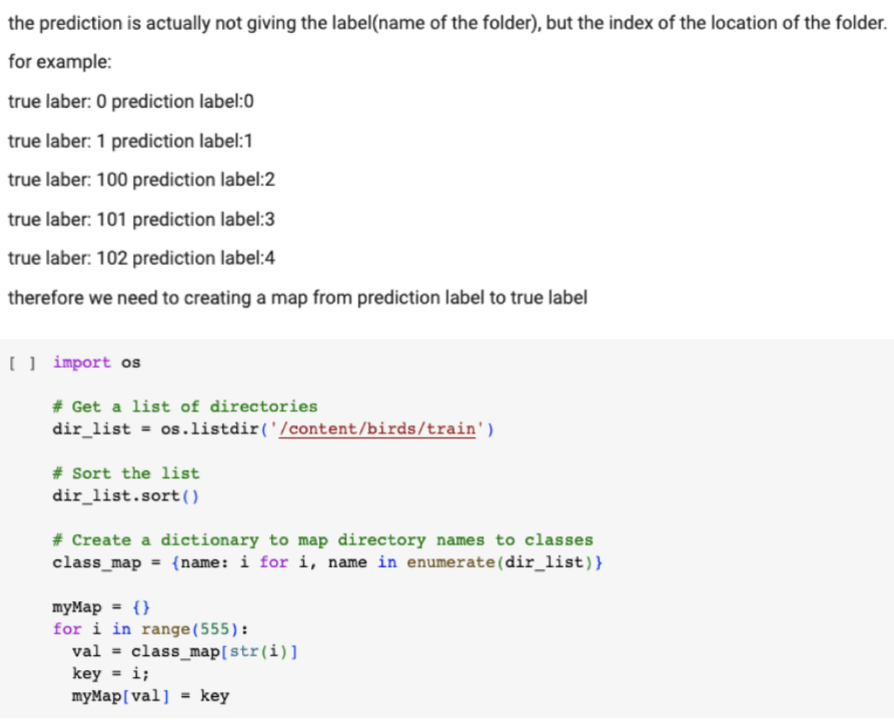 the prediction is actually not giving the label(name of the folder), but the index of the location of the folder.
for example:
true laber: 0 prediction label:0
true laber: 1 prediction label:1
true laber: 100 prediction label:2
true laber: 101 prediction label:3
true laber: 102 prediction label:4
therefore we need to creating a map from prediction label to true label
[ ] import os
# Get a list of directories
dir_list = os.listdir('/content/birds/train')
# Sort the list
dir_list.sort()
# Create a dictionary to map directory names to classes
class_map = {name: i for i, name in enumerate(dir_list)}
myMap = {}
for i in range(555):
  val = class_map[str(i)]
  key = i;
  myMap[val] = key